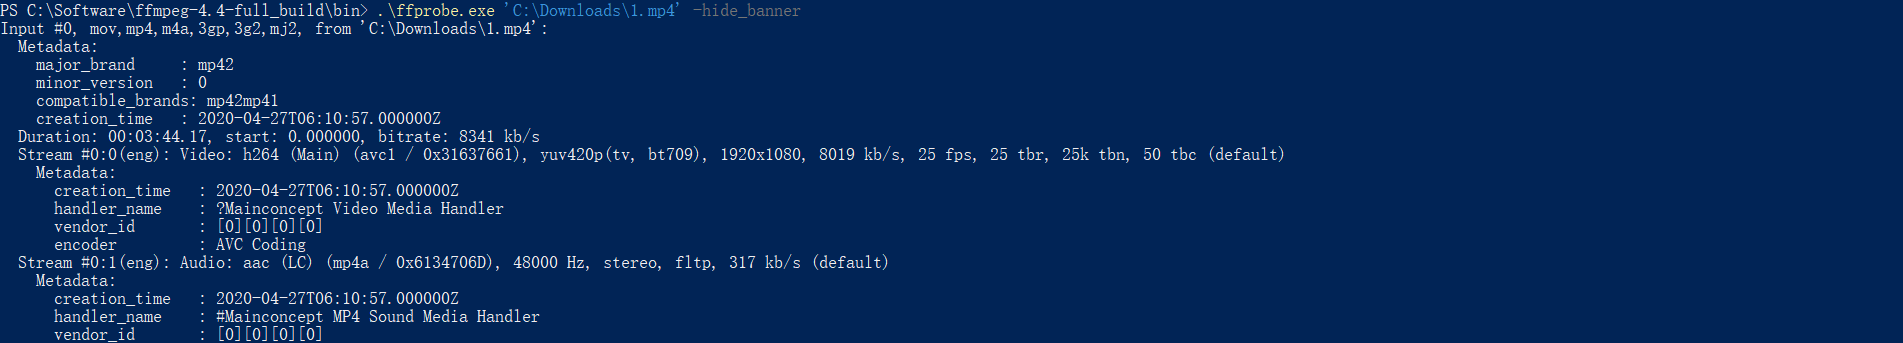 PS C:\Software\ffmpeg-4.4-full_build\bin> .\ffprobe.exe 'C:\Downloads\1.mp4' -hide_banner
Input #0, mov,mp4,m4a,3gp,3g2,mj2, from 'C:\Downloads\1.mp4':
  Metadata:
    major_brand     : mp42
    minor_version   : 0
    compatible_brands: mp42mp41
    creation_time   : 2020-04-27T06:10:57.000000Z
  Duration: 00:03:44.17, start: 0.000000, bitrate: 8341 kb/s
  Stream #0:0(eng): Video: h264 (Main) (avc1 / 0x31637661), yuv420p(tv, bt709), 1920x1080, 8019 kb/s, 25 fps, 25 tbr, 25k tbn, 50 tbc (default)
    Metadata:
      creation_time   : 2020-04-27T06:10:57.000000Z
      handler_name    : ?Mainconcept Video Media Handler
      vendor_id       : [0][0][0][0]
      encoder         : AVC Coding
  Stream #0:1(eng): Audio: aac (LC) (mp4a / 0x6134706D), 48000 Hz, stereo, fltp, 317 kb/s (default)
    Metadata:
      creation_time   : 2020-04-27T06:10:57.000000Z
      handler_name    : #Mainconcept MP4 Sound Media Handler
      vendor_id       : [0][0][0][0]